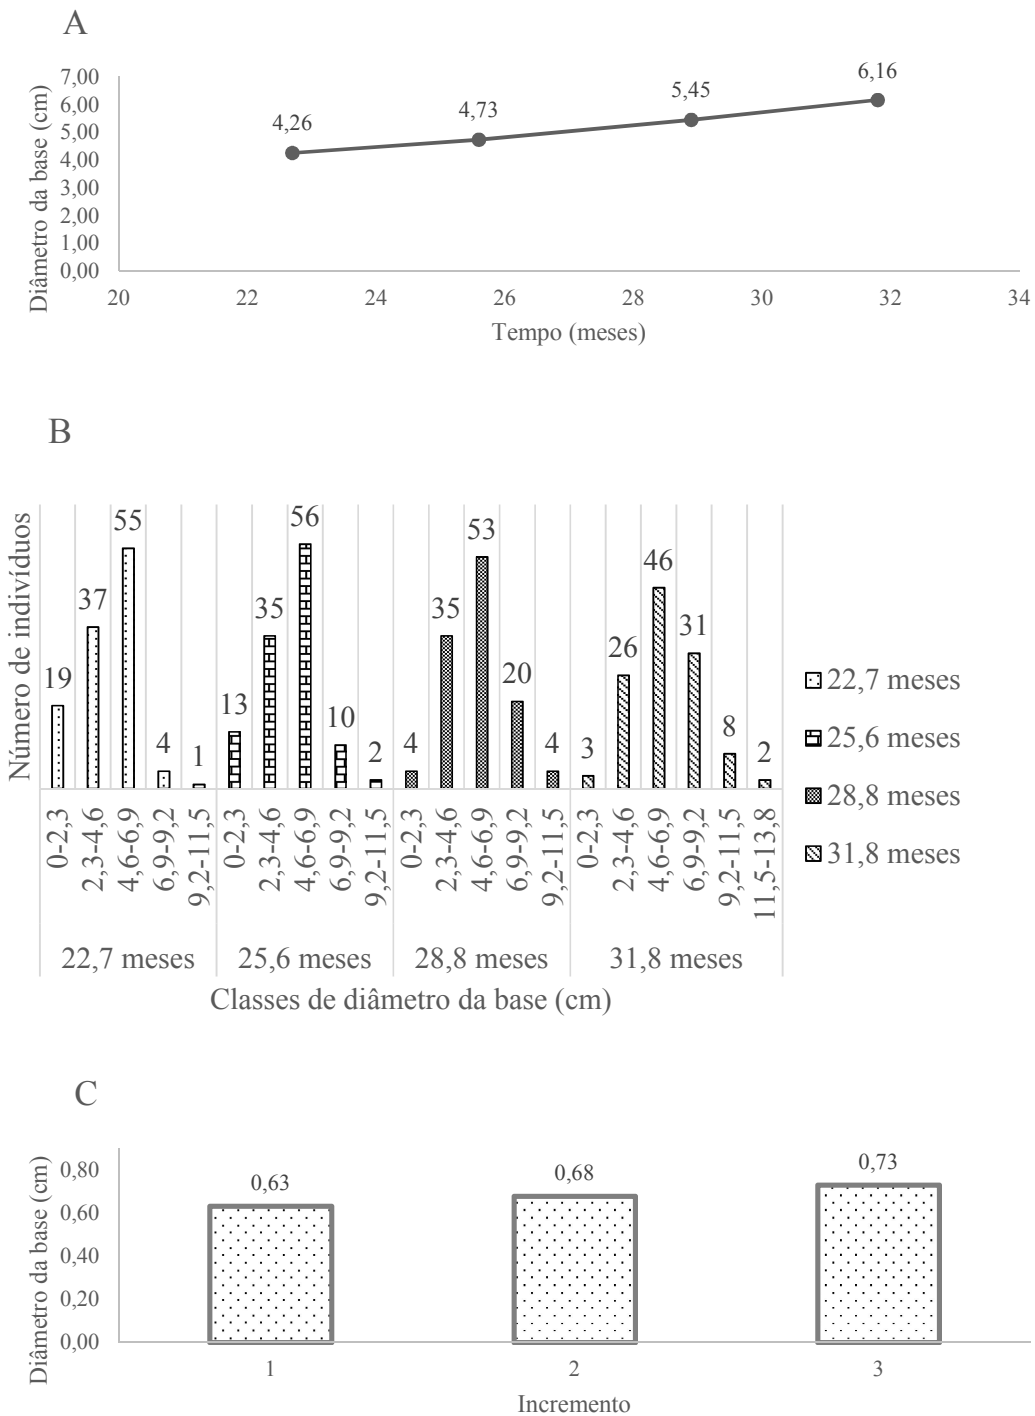 A
Diâmetro da base (cm)
7,00
6,00
5,00
4,00
3,00
2,00
1,00
0,00
4,26
4,73
5,45
6,16
20 22 24 26 28 30 32 34
Tempo (meses)
B
Número de indivíduos
19 37 55 4 1
13 35 56 10 2
4 35 53 20 4
3 26 46 31 8 2
0-2,3 2,3-4,6 4,6-6,9 6,9-9,2 9,2-11,5
0-2,3 2,3-4,6 4,6-6,9 6,9-9,2 9,2-11,5
0-2,3 2,3-4,6 4,6-6,9 6,9-9,2 9,2-11,5
0-2,3 2,3-4,6 4,6-6,9 6,9-9,2 9,2-11,5 11,5-13,8
22,7 meses 25,6 meses 28,8 meses 31,8 meses
Classes de diâmetro da base (cm)
22,7 meses
25,6 meses
28,8 meses
31,8 meses
C
Diâmetro da base (cm)
0,80
0,60
0,40
0,20
0,00
0,63
0,68
0,73
1 2 3
Incremento